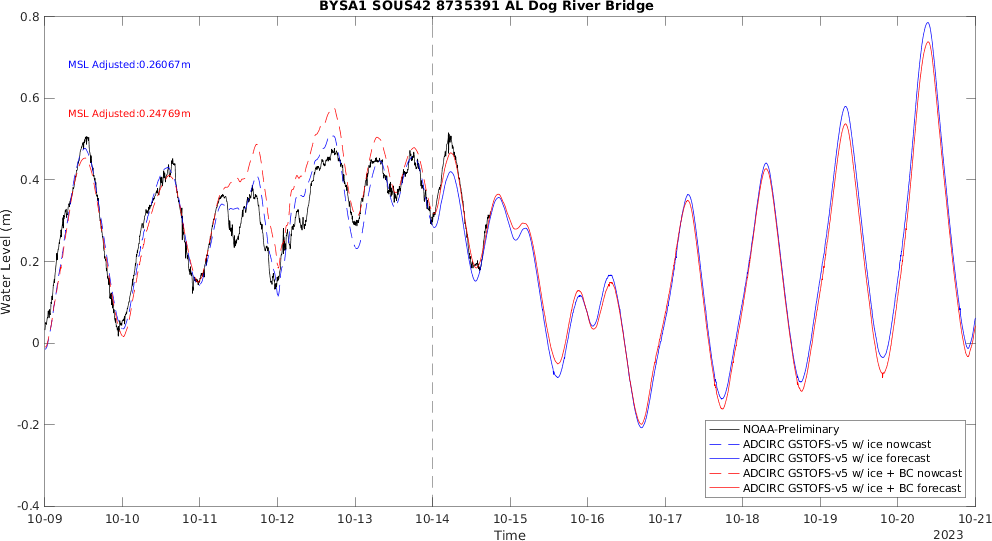 BYSA1 SOUS42 8735391 AL Dog River Bridge
MSL Adjusted:0.26067m
MSL Adjusted:0.24769m
Water Level (m)
0.8
0.6
0.4
0.2
0
-0.2
-0.4
NOAA-Preliminary
ADCIRC GSTOFS-v5 w/ ice nowcast
ADCIRC GSTOFS-v5 w/ ice forecast
ADCIRC GSTOFS-v5 w/ ice + BC nowcast
ADCIRC GSTOFS-v5 w/ ice + BC forecast
10-09 10-10 10-11 10-12 10-13 10-14 10-15 10-16 10-17 10-18 10-19 10-20 10-21
Time
2023